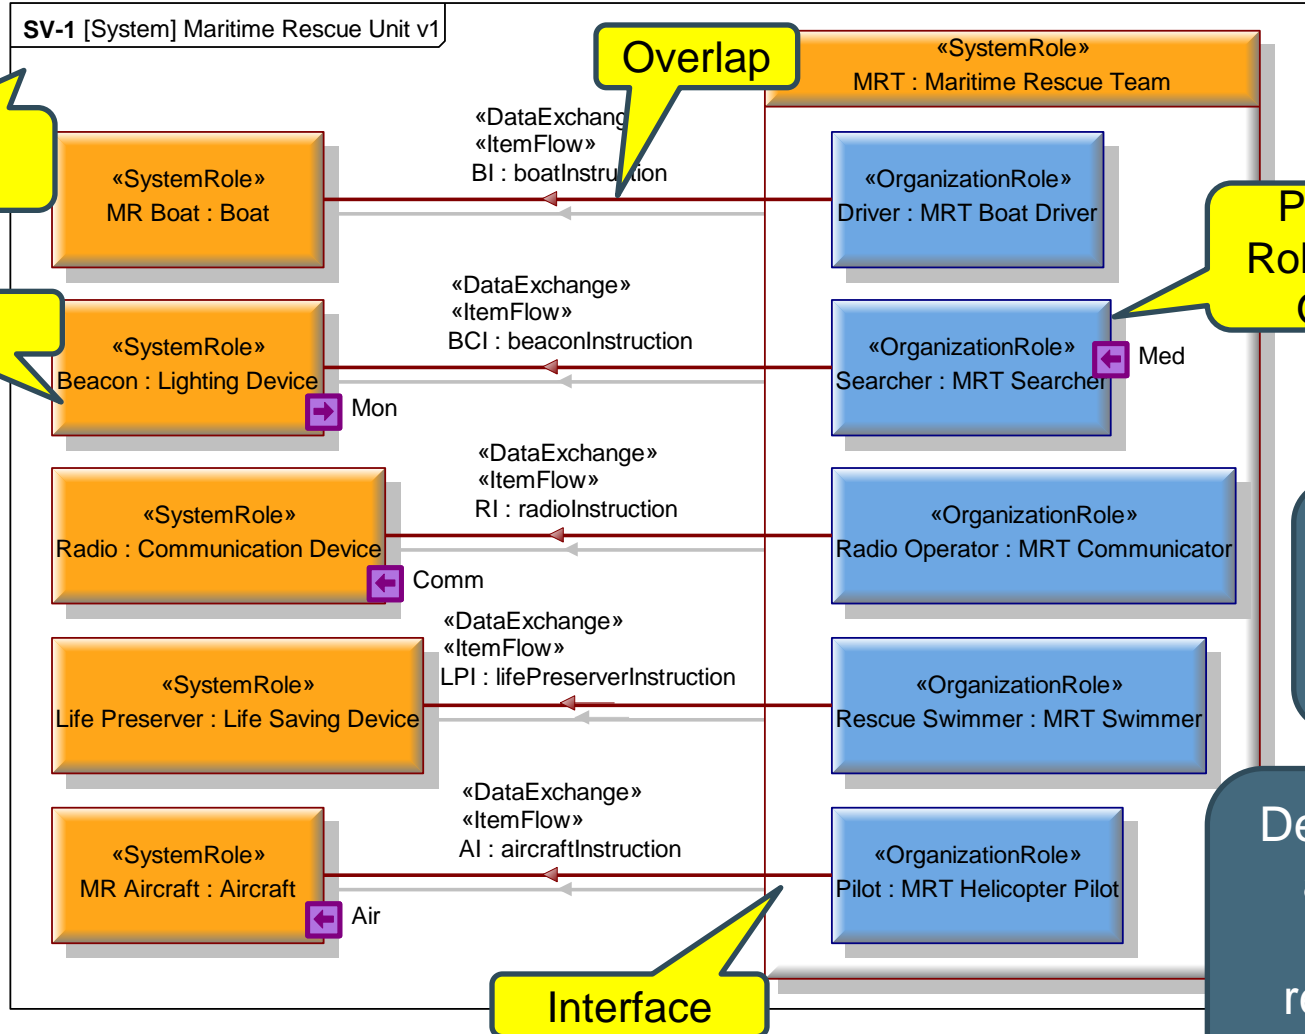 SV-1 [System] Maritime Rescue Unit v1
Overlap
«SystemRole»
MRT : Maritime Rescue Team
«SystemRole»
MR Boat : Boat
«DataExchang
«ItemFlow»
BI : boatInstruction
«OrganizationRole»
Driver : MRT Boat Driver
«SystemRole»
Beacon : Lighting Device
Mon
«DataExchange»
«ItemFlow»
BCI : beaconInstruction
«OrganizationRole»
Searcher : MRT Searcher
Med
«SystemRole»
Radio : Communication Device
Comm
«DataExchange»
«ItemFlow»
RI : radioInstruction
«OrganizationRole»
Radio Operator : MRT Communicator
«SystemRole»
Life Preserver : Life Saving Device
«DataExchange»
«ItemFlow»
LPI : lifePreserverInstruction
«OrganizationRole»
Rescue Swimmer : MRT Swimmer
«SystemRole»
MR Aircraft : Aircraft
Air
«DataExchange»
«ItemFlow»
AI : aircraftInstruction
«OrganizationRole»
Pilot : MRT Helicopter Pilot
Interface